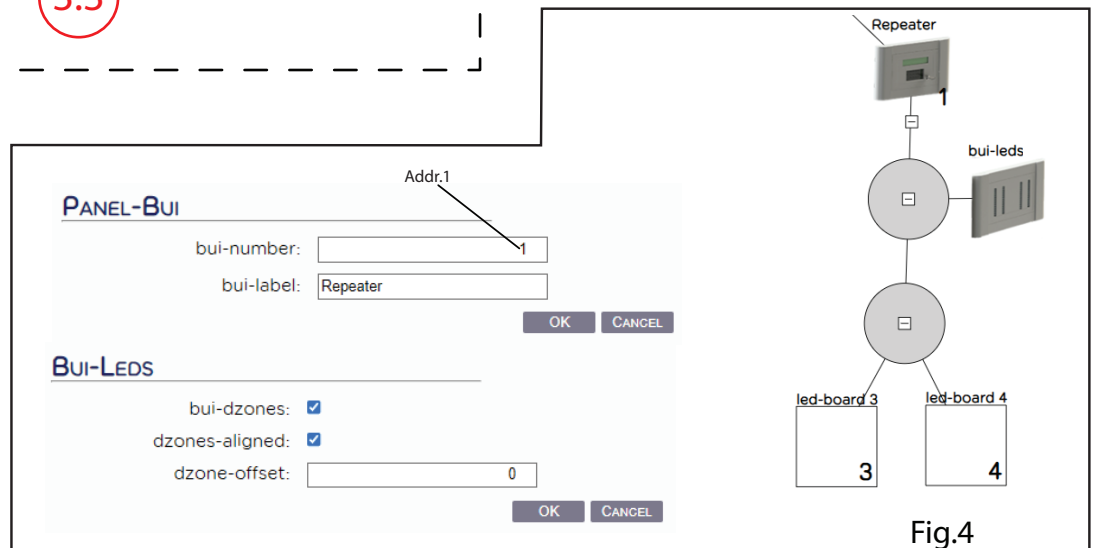 Repeater
1
bui-leds
Addr.1
PANEL-BUI
bui-number: 1
bui-label: Repeater
OK CANCEL
BUI-LEDS
bui-dzones:
dzones-aligned:
dzone-offset: 0
OK CANCEL
led-board 3
led-board 4
3
4
Fig.4